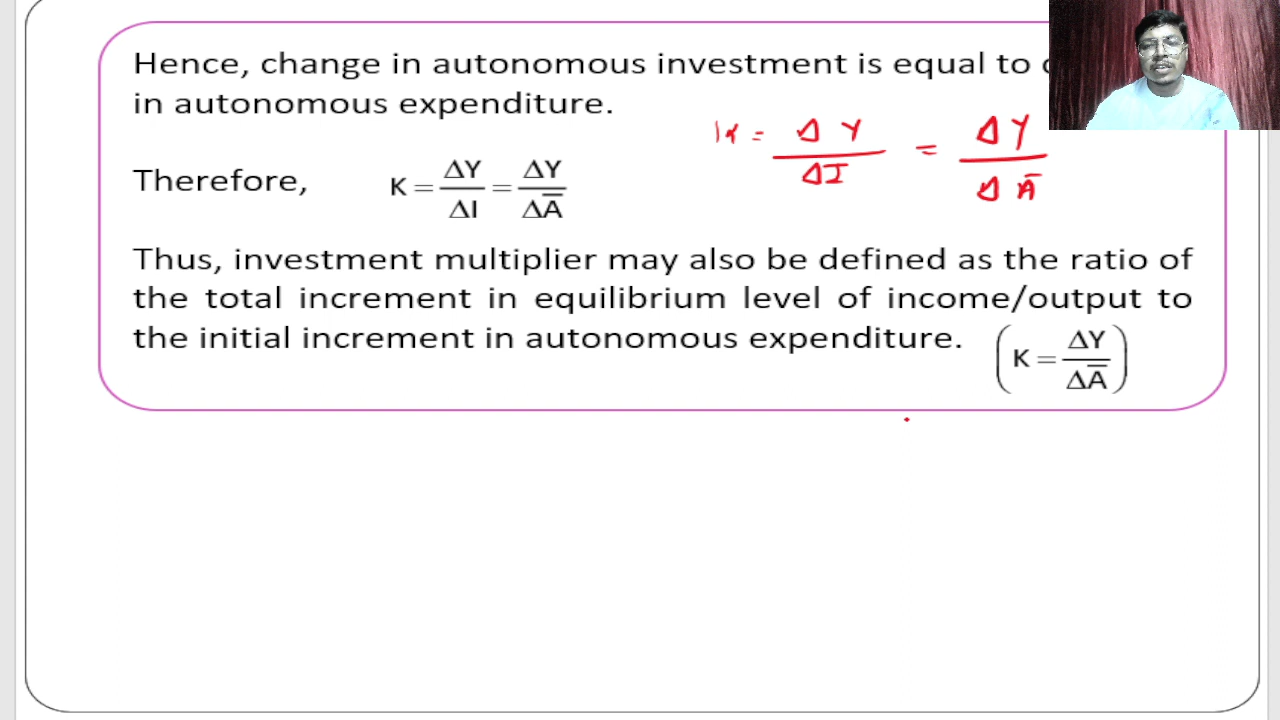 Hence, change in autonomous investment is equal to
in autonomous expenditure.
K = ΔY/ΔI = ΔY/ΔĀ
Therefore, K = ΔY/ΔI = ΔY/ΔA̅
Thus, investment multiplier may also be defined as the ratio of
the total increment in equilibrium level of income/output to
the initial increment in autonomous expenditure. (K = ΔY/ΔA̅)